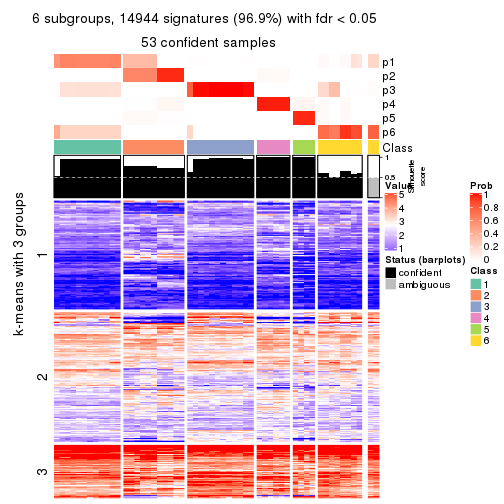 6 subgroups, 14944 signatures (96.9%) with fdr < 0.05
53 confident samples
p1
p2
p3
p4
p5
p6
Class
1
0.5
Silhouette
score
k-means with 3 groups
1
2
3
Value
5
4
3
2
1
Status (barplots)
confident
ambiguous
Prob
1
0.8
0.6
0.4
0.2
0
Class
1
2
3
4
5
6